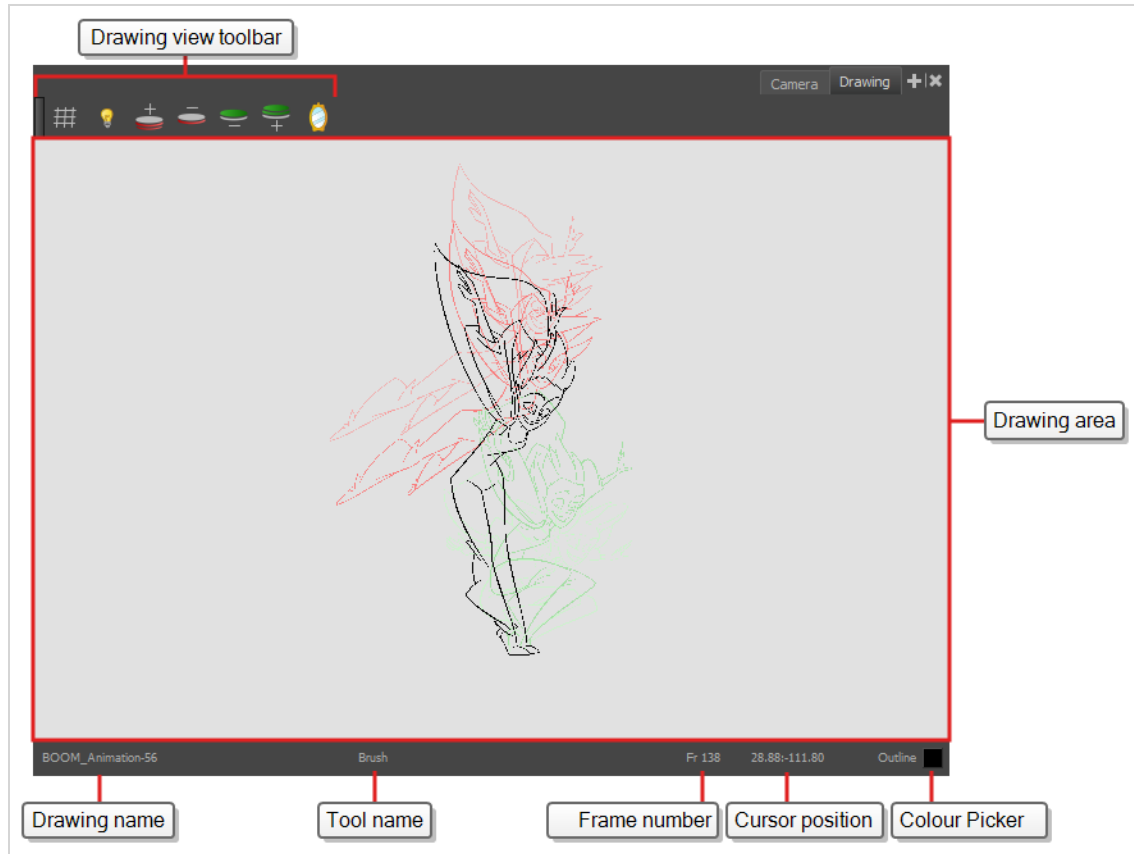 Drawing view toolbar
Camera
Drawing
Drawing area
BOOM_Animation-56
Brush
Fr 138
28.88:-111.80
Outline
Drawing name
Tool name
Frame number
Cursor position
Colour Picker